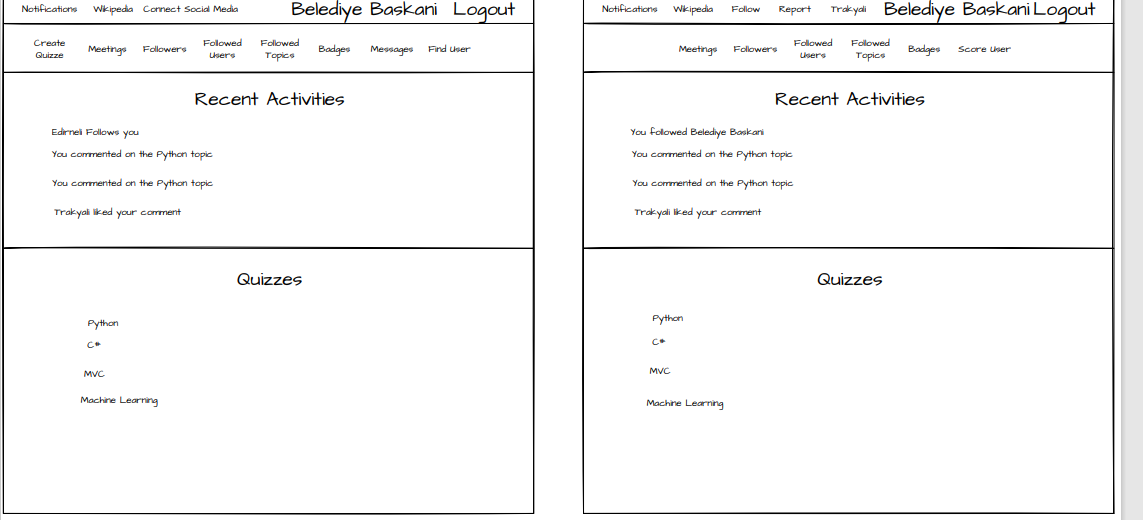 Notifications Wikipedia Connect Social Media Belediye Baskani Logout
Create Quizze Meetings Followers Followed Users Followed Topics Badges Messages Find User
Recent Activities
Edirneli Follows you
You commented on the Python topic
You commented on the Python topic
Trakyali liked your comment
Quizzes
Python
C#
MVC
Machine Learning
Notifications Wikipedia Follow Report Trakyali Belediye Baskani Logout
Meetings Followers Followed Users Followed Topics Badges Score User
Recent Activities
You followed Belediye Baskani
You commented on the Python topic
You commented on the Python topic
Trakyali liked your comment
Quizzes
Python
C#
MVC
Machine Learning